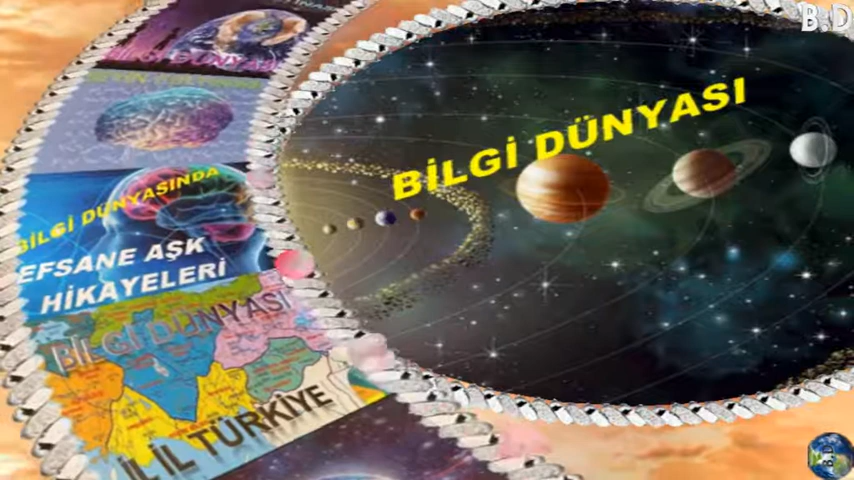 B.D
BİLGİ DÜNYASI
BİLGİ DÜNYASI
BİLGİ DÜNYASINDA
EFSANE AŞK
HİKAYELERİ
BİLGİ DÜNYASI
İL İL TÜRKİYE
B.D